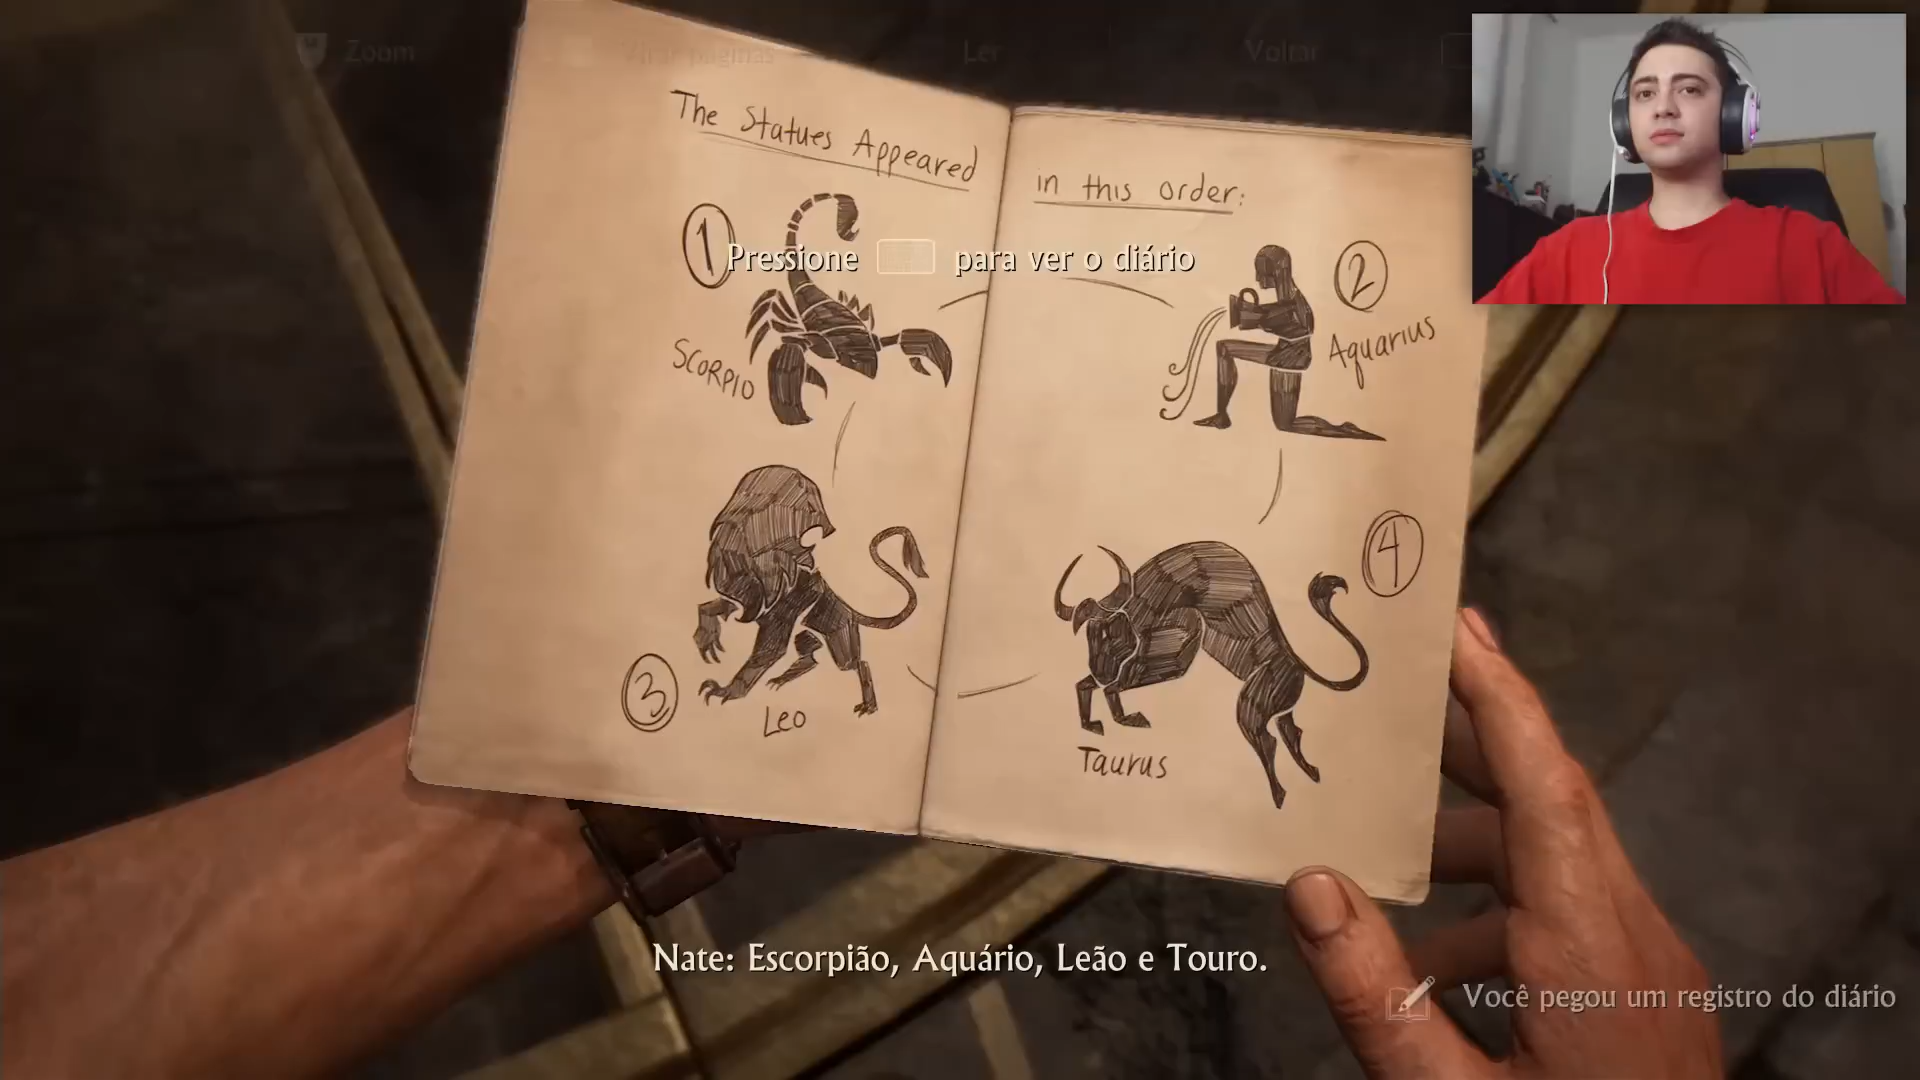 Zoom
Virar páginas
Ler
Voltar
The Statues Appeared
in this order:
1
Pressione para ver o diário
2
Scorpio
Aquarius
3
Leo
4
Taurus
Nate: Escorpião, Aquário, Leão e Touro.
Você pegou um registro do diário